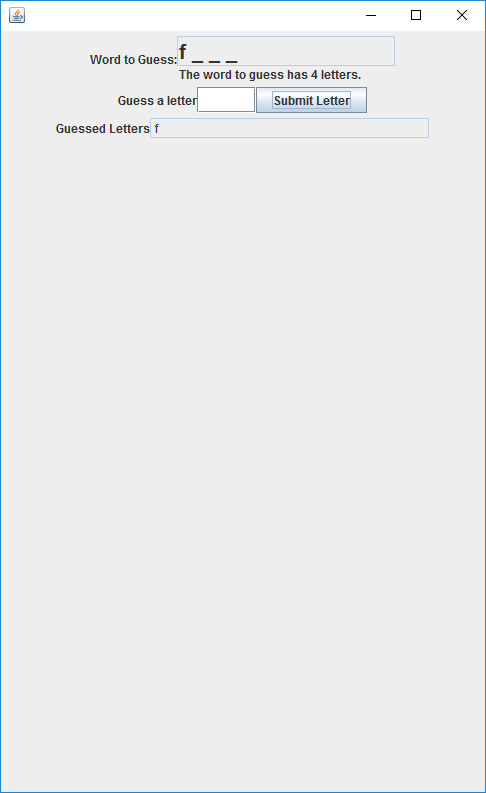 Word to Guess: f _ _ _
The word to guess has 4 letters.
Guess a letter Submit Letter
Guessed Letters f